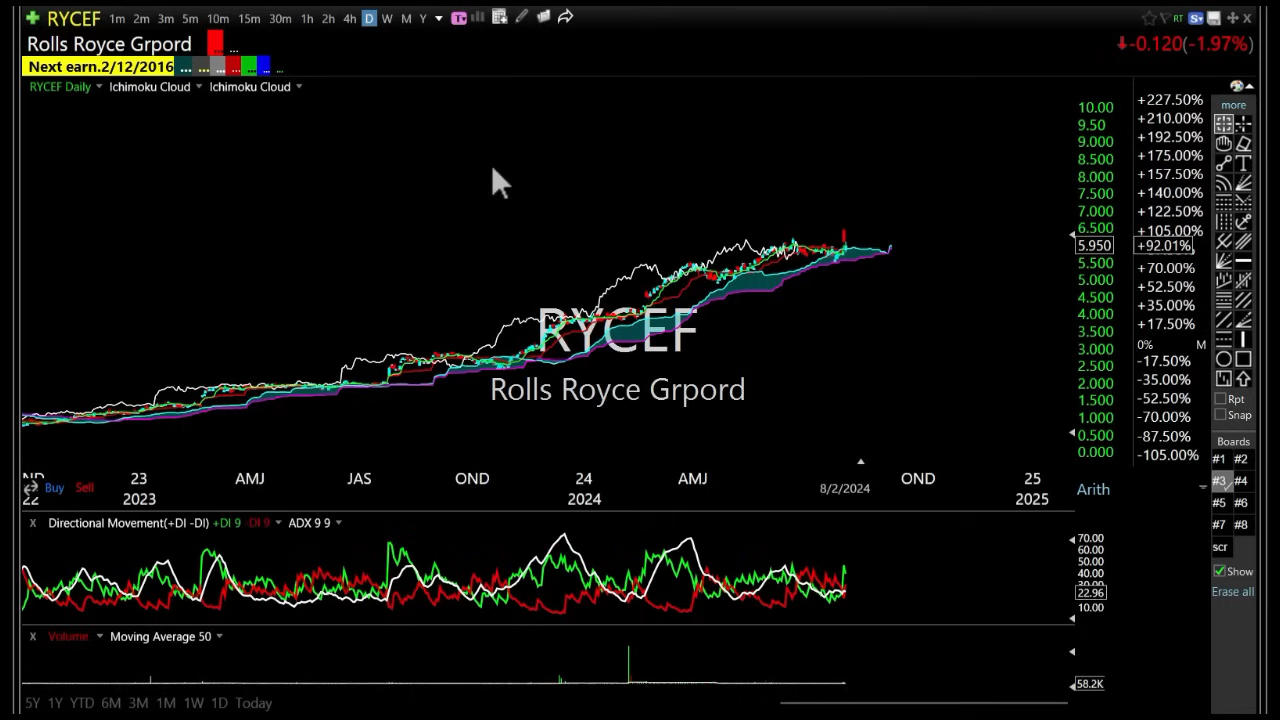 RYCEF 1m 2m 3m 5m 10m 15m 30m 1h 2h 4h D W M Y T RT S
Rolls Royce Grpord ...
-0.120(-1.97%)
Next earn.2/12/2016 ... ... ... ... ... ... ...
RYCEF Daily Ichimoku Cloud Ichimoku Cloud
more
10.00 +227.50%
9.50 +210.00%
9.000 +192.50%
8.500 +175.00%
8.000 +157.50%
7.500 +140.00%
7.000 +122.50%
6.500 +105.00%
5.950 +92.01%
5.500 +70.00%
5.000 +52.50%
4.500 +35.00%
4.000 +17.50%
3.500 0% M
3.000 -17.50%
2.500 -35.00%
2.000 -52.50%
1.500 -70.00%
1.000 -87.50%
0.500 -105.00%
0.000
RYCEF
Rolls Royce Grpord
Rpt
Snap
Boards
#1 #2
#3 #4
#5 #6
#7 #8
scr
Show
Erase all
ND 23 AMJ JAS OND 24 AMJ OND 25
22 2023 2024 8/2/2024 2025
Buy Sell
Arith
X Directional Movement(+DI -DI) +DI 9 DI 9 ADX 9 9
70.00
60.00
50.00
40.00
30.00
22.96
10.00
X Volume Moving Average 50
58.2K
5Y 1Y YTD 6M 3M 1M 1W 1D Today